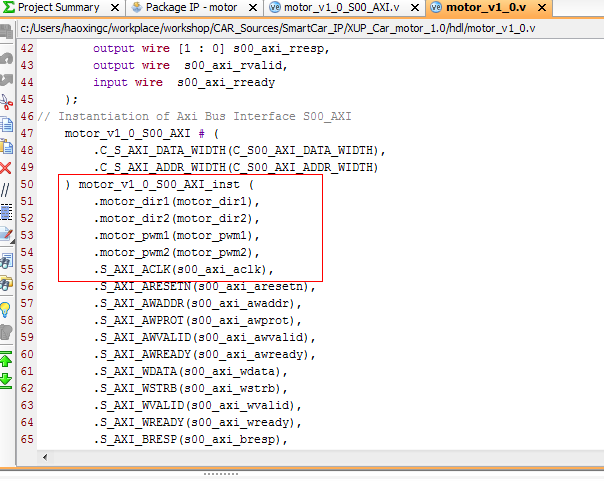 Project Summary × Package IP - motor × motor_v1_0_S00_AXI.v × motor_v1_0.v ×
c:/Users/haoxingc/workplace/workshop/CAR_Sources/SmartCar_IP/XUP_Car_motor_1.0/hdl/motor_v1_0.v
42 output wire [1 : 0] s00_axi_rresp,
43 output wire  s00_axi_rvalid,
44 input wire  s00_axi_rready
45 );
46 // Instantiation of Axi Bus Interface S00_AXI
47 motor_v1_0_S00_AXI # (
48 .C_S_AXI_DATA_WIDTH(C_S00_AXI_DATA_WIDTH),
49 .C_S_AXI_ADDR_WIDTH(C_S00_AXI_ADDR_WIDTH)
50 ) motor_v1_0_S00_AXI_inst (
51 .motor_dir1(motor_dir1),
52 .motor_dir2(motor_dir2),
53 .motor_pwm1(motor_pwm1),
54 .motor_pwm2(motor_pwm2),
55 .S_AXI_ACLK(s00_axi_aclk),
56 .S_AXI_ARESETN(s00_axi_aresetn),
57 .S_AXI_AWADDR(s00_axi_awaddr),
58 .S_AXI_AWPROT(s00_axi_awprot),
59 .S_AXI_AWVALID(s00_axi_awvalid),
60 .S_AXI_AWREADY(s00_axi_awready),
61 .S_AXI_WDATA(s00_axi_wdata),
62 .S_AXI_WSTRB(s00_axi_wstrb),
63 .S_AXI_WVALID(s00_axi_wvalid),
64 .S_AXI_WREADY(s00_axi_wready),
65 .S_AXI_BRESP(s00_axi_bresp),